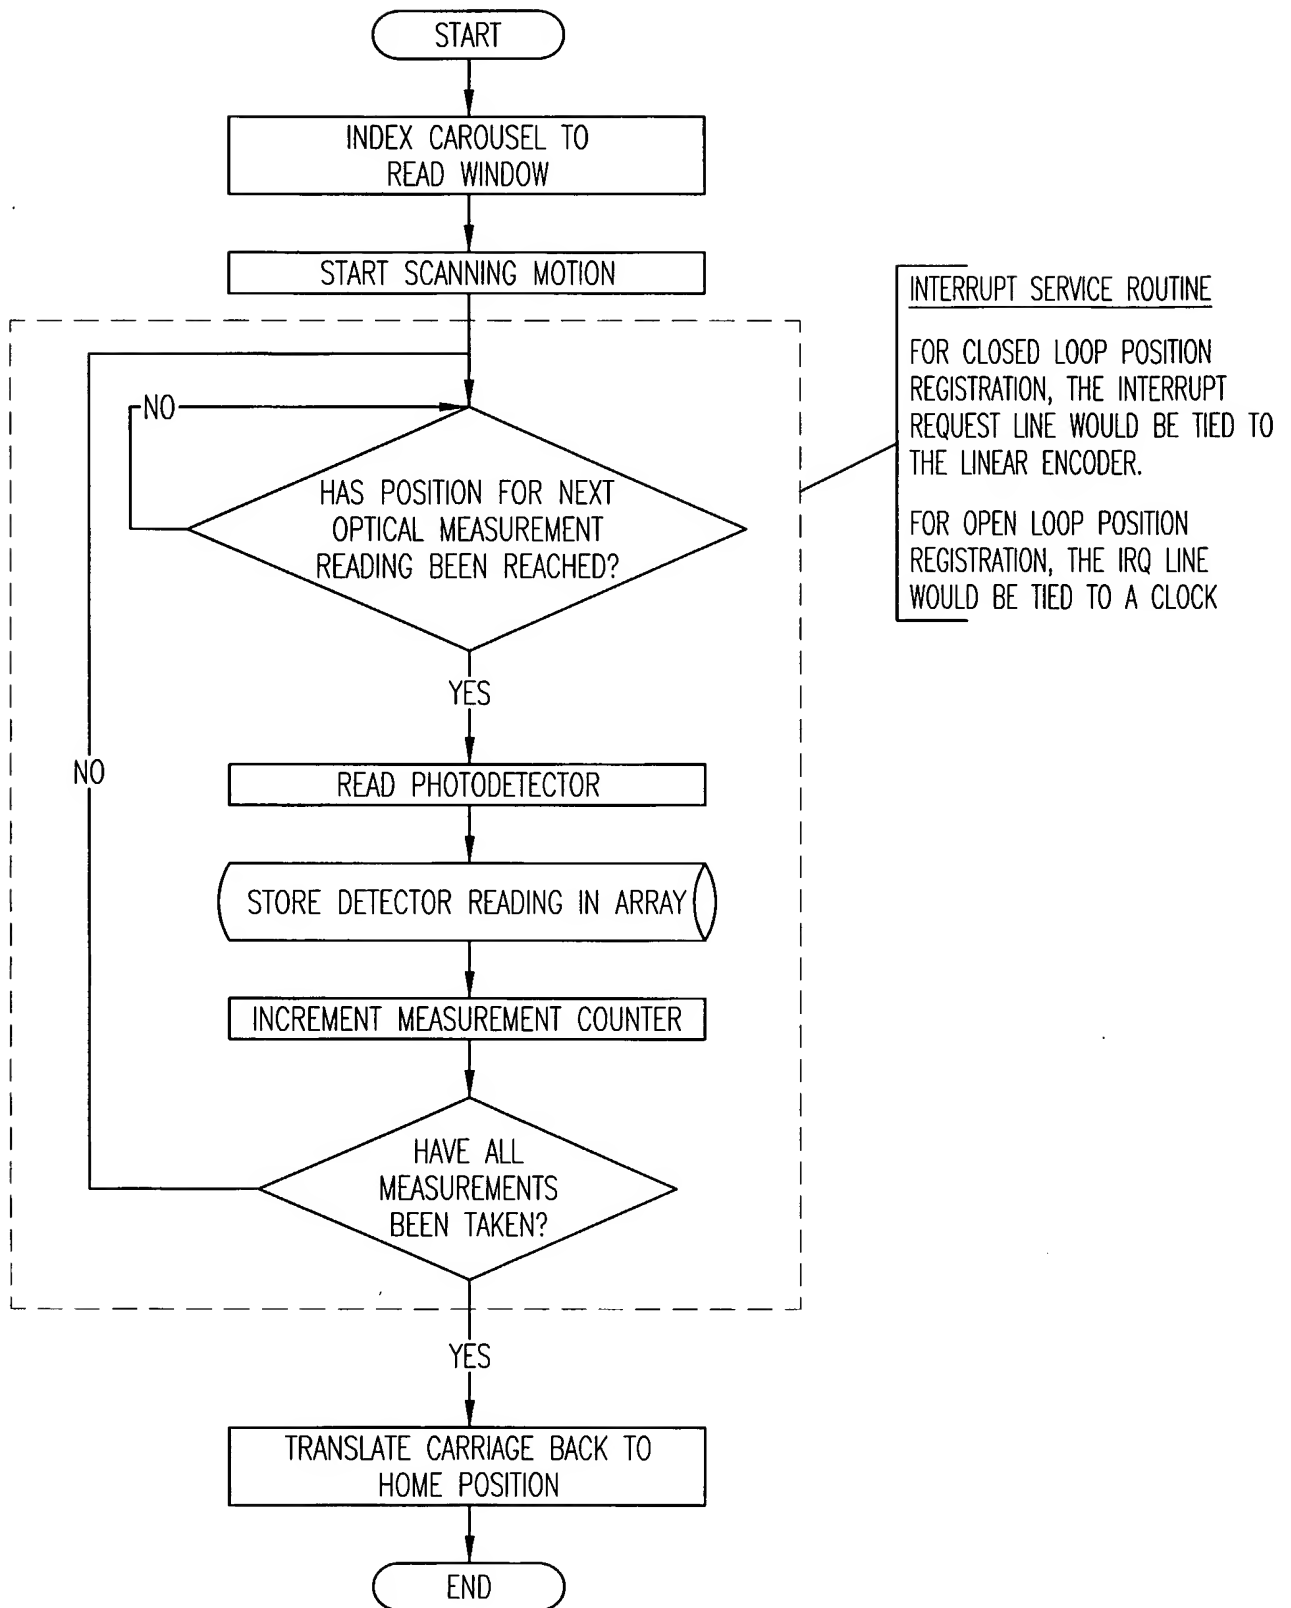 START
INDEX CAROUSEL TO
READ WINDOW
START SCANNING MOTION
INTERRUPT SERVICE ROUTINE
FOR CLOSED LOOP POSITION
REGISTRATION, THE INTERRUPT
REQUEST LINE WOULD BE TIED TO
THE LINEAR ENCODER.
FOR OPEN LOOP POSITION
REGISTRATION, THE IRQ LINE
WOULD BE TIED TO A CLOCK
NO
HAS POSITION FOR NEXT
OPTICAL MEASUREMENT
READING BEEN REACHED?
YES
NO
READ PHOTODETECTOR
STORE DETECTOR READING IN ARRAY
INCREMENT MEASUREMENT COUNTER
HAVE ALL
MEASUREMENTS
BEEN TAKEN?
YES
TRANSLATE CARRIAGE BACK TO
HOME POSITION
END